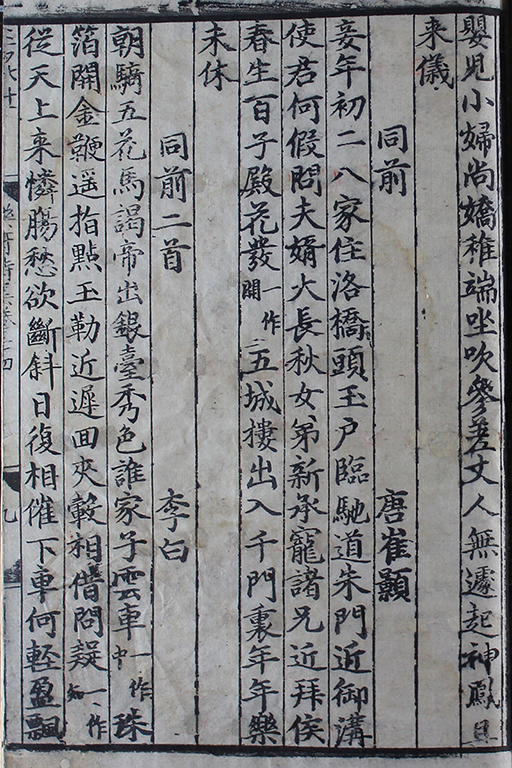 嬰兒小婦尚嬌稚端坐吹參差丈人無遽起神鳳且
来儀
同前 唐崔顥
妾年初二八家住洛橋頭玉户臨馳道朱門近御溝
使君何假問夫婿大長秋女弟新承寵諸兄近拜侯
春生百子殿花發一作開五城樓出入千門裏年年樂
未休
同前二首 李白
朝騎五花馬謁帝出銀臺秀色誰家子雲車一作中珠
箔開金鞭遥指點玉勒近遲回夾轂相借問疑一作知
從天上来憐腸愁欲斷斜日復相催下車何輕盈飄